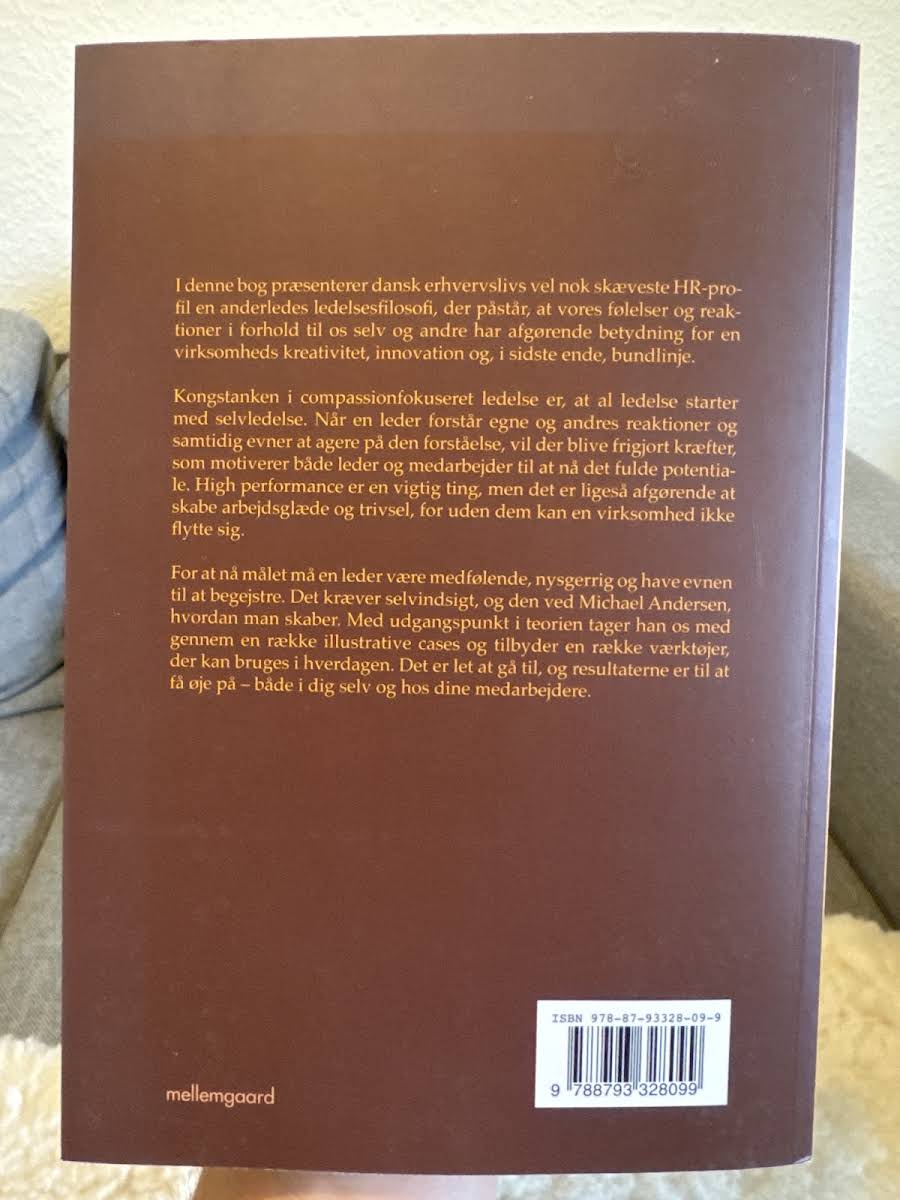 I denne bog præsenterer dansk erhvervslivs vel nok skæveste HR-pro-
fil en anderledes ledelsesfilosofi, der påstår, at vores følelser og reak-
tioner i forhold til os selv og andre har afgørende betydning for en
virksomheds kreativitet, innovation og, i sidste ende, bundlinje.
Kongstanken i compassionfokuseret ledelse er, at al ledelse starter
med selvledelse. Når en leder forstår egne og andres reaktioner og
samtidig evner at agere på den forståelse, vil der blive frigjort kræfter,
som motiverer både leder og medarbejder til at nå det fulde potentia-
le. High performance er en vigtig ting, men det er ligeså afgørende at
skabe arbejdsglæde og trivsel, for uden dem kan en virksomhed ikke
flytte sig.
For at nå målet må en leder være medfølende, nysgerrig og have evnen
til at begejstre. Det kræver selvindsigt, og den ved Michael Andersen,
hvordan man skaber. Med udgangspunkt i teorien tager han os med
gennem en række illustrative cases og tilbyder en række værktøjer,
der kan bruges i hverdagen. Det er let at gå til, og resultaterne er til at
få øje på – både i dig selv og hos dine medarbejdere.
ISBN 978-87-93328-09-9
9 788793 328099
mellemgaard